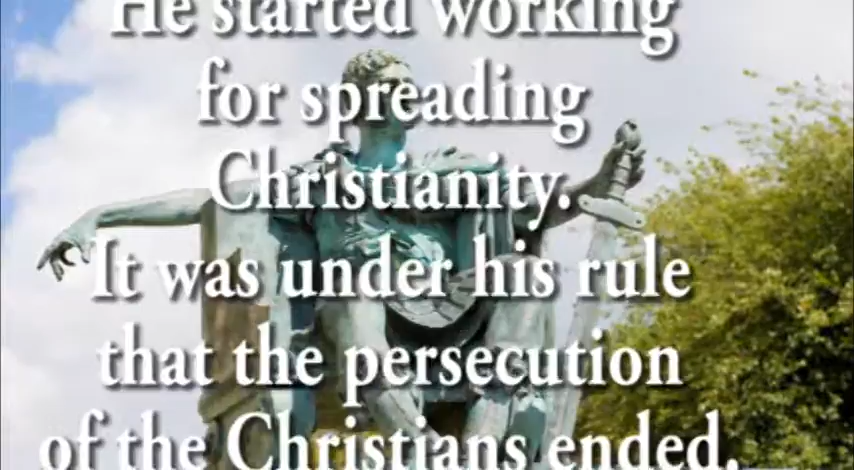 He started working
for spreading
Christianity.
It was under his rule
that the persecution
of the Christians ended.